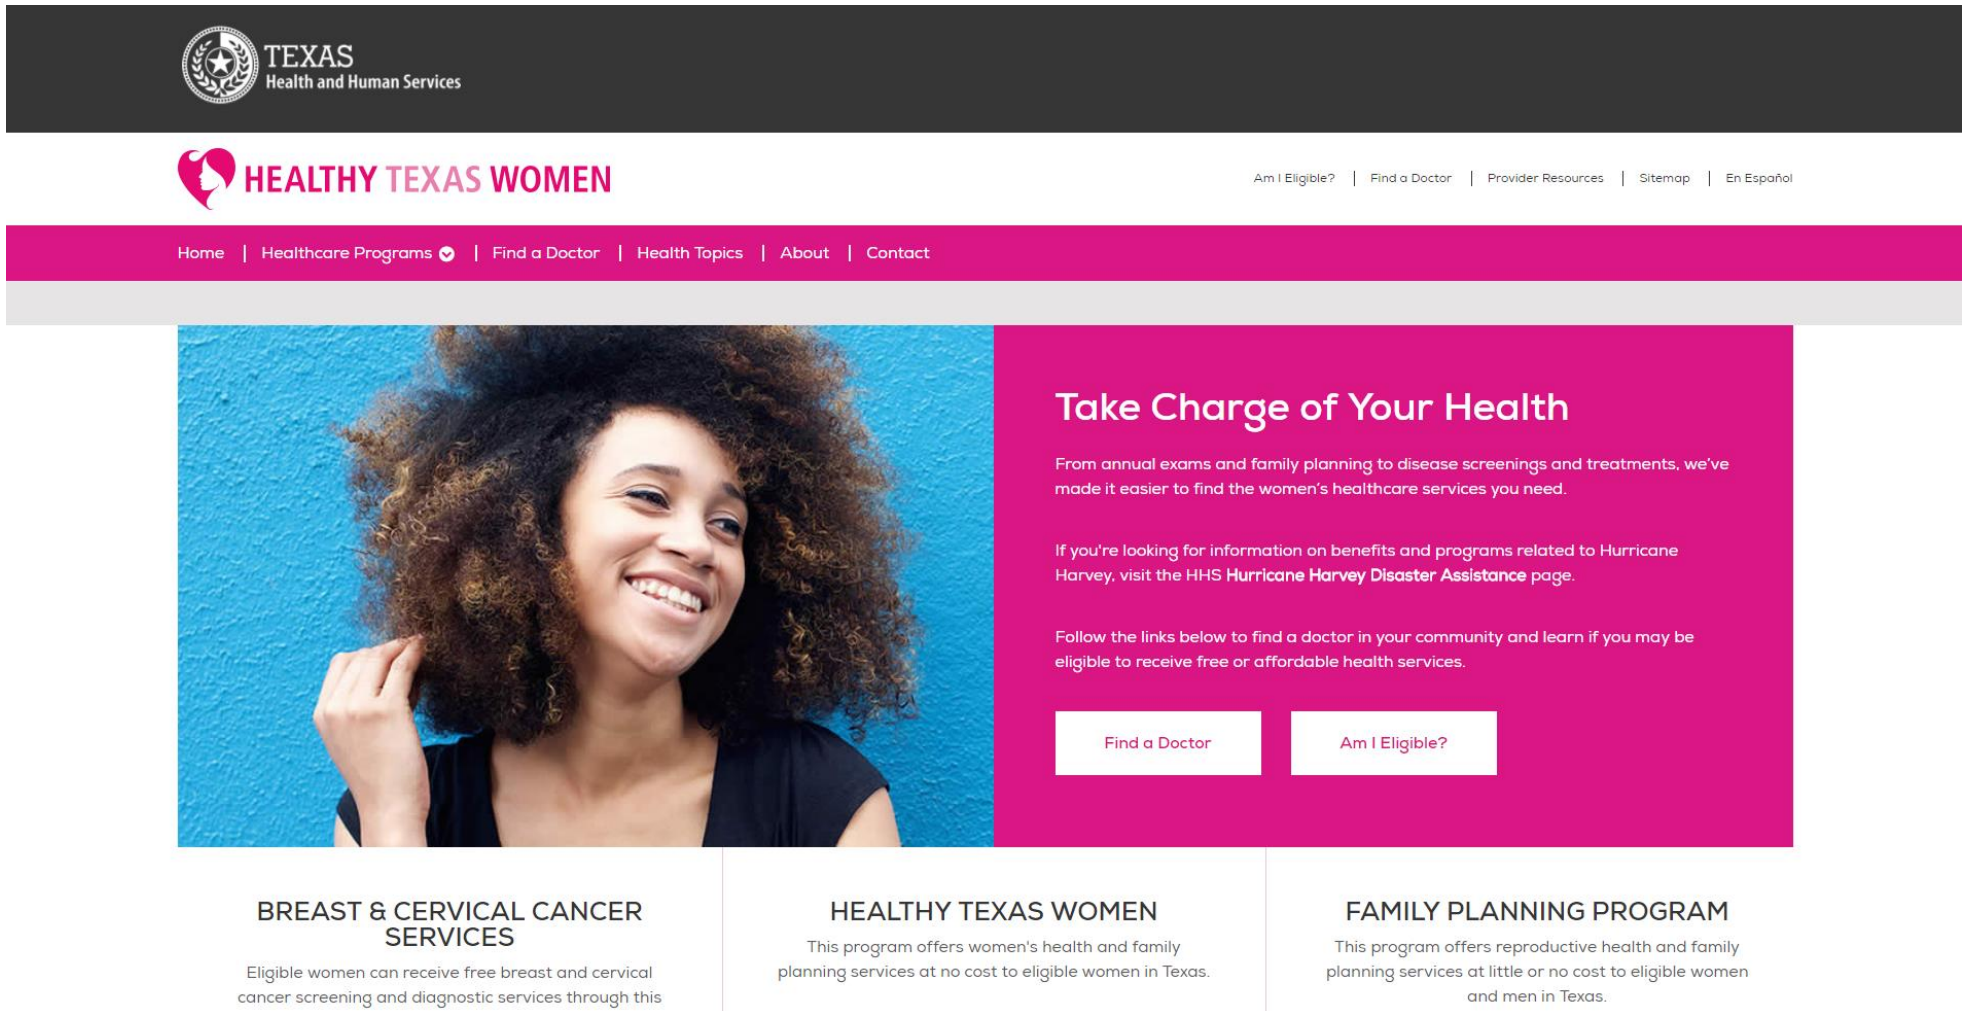 TEXAS
Health and Human Services
HEALTHY TEXAS WOMEN
Am I Eligible? | Find a Doctor | Provider Resources | Sitemap | En Español
Home | Healthcare Programs | Find a Doctor | Health Topics | About | Contact
Take Charge of Your Health
From annual exams and family planning to disease screenings and treatments, we've
made it easier to find the women's healthcare services you need.
If you're looking for information on benefits and programs related to Hurricane
Harvey, visit the HHS Hurricane Harvey Disaster Assistance page.
Follow the links below to find a doctor in your community and learn if you may be
eligible to receive free or affordable health services.
Find a Doctor
Am I Eligible?
BREAST & CERVICAL CANCER
SERVICES
Eligible women can receive free breast and cervical
cancer screening and diagnostic services through this
HEALTHY TEXAS WOMEN
This program offers women's health and family
planning services at no cost to eligible women in Texas.
FAMILY PLANNING PROGRAM
This program offers reproductive health and family
planning services at little or no cost to eligible women
and men in Texas.